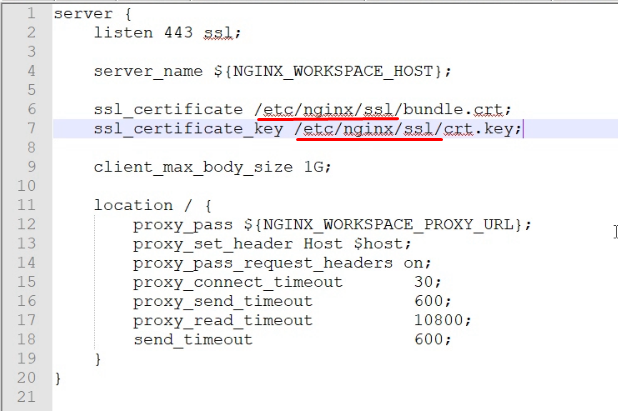 1 server {
2 listen 443 ssl;
3
4 server_name ${NGINX_WORKSPACE_HOST};
5
6 ssl_certificate /etc/nginx/ssl/bundle.crt;
7 ssl_certificate_key /etc/nginx/ssl/crt.key;
8
9 client_max_body_size 1G;
10
11 location / {
12 proxy_pass ${NGINX_WORKSPACE_PROXY_URL};
13 proxy_set_header Host $host;
14 proxy_pass_request_headers on;
15 proxy_connect_timeout 30;
16 proxy_send_timeout 600;
17 proxy_read_timeout 10800;
18 send_timeout 600;
19 }
20 }
21